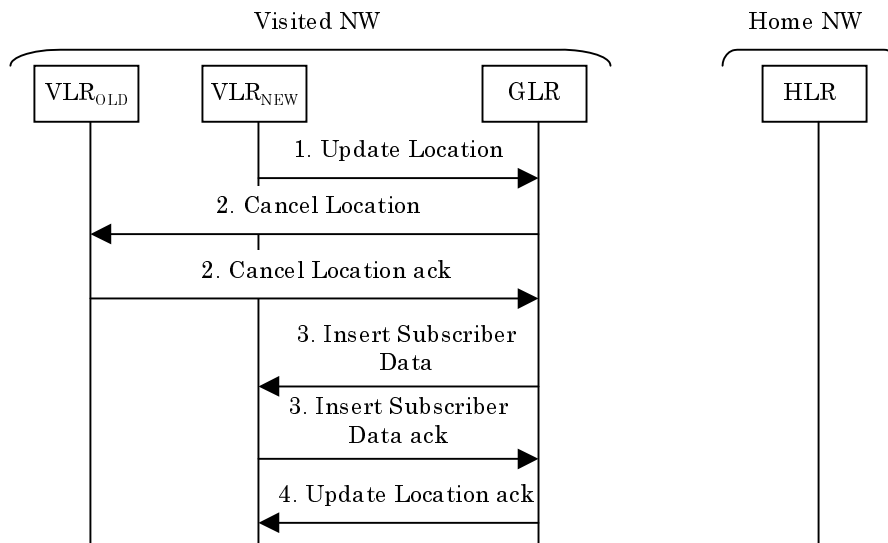 Visited NW
Home NW
VLR_OLD
VLR_NEW
GLR
HLR
1. Update Location
2. Cancel Location
2. Cancel Location ack
3. Insert Subscriber
Data
3. Insert Subscriber
Data ack
4. Update Location ack